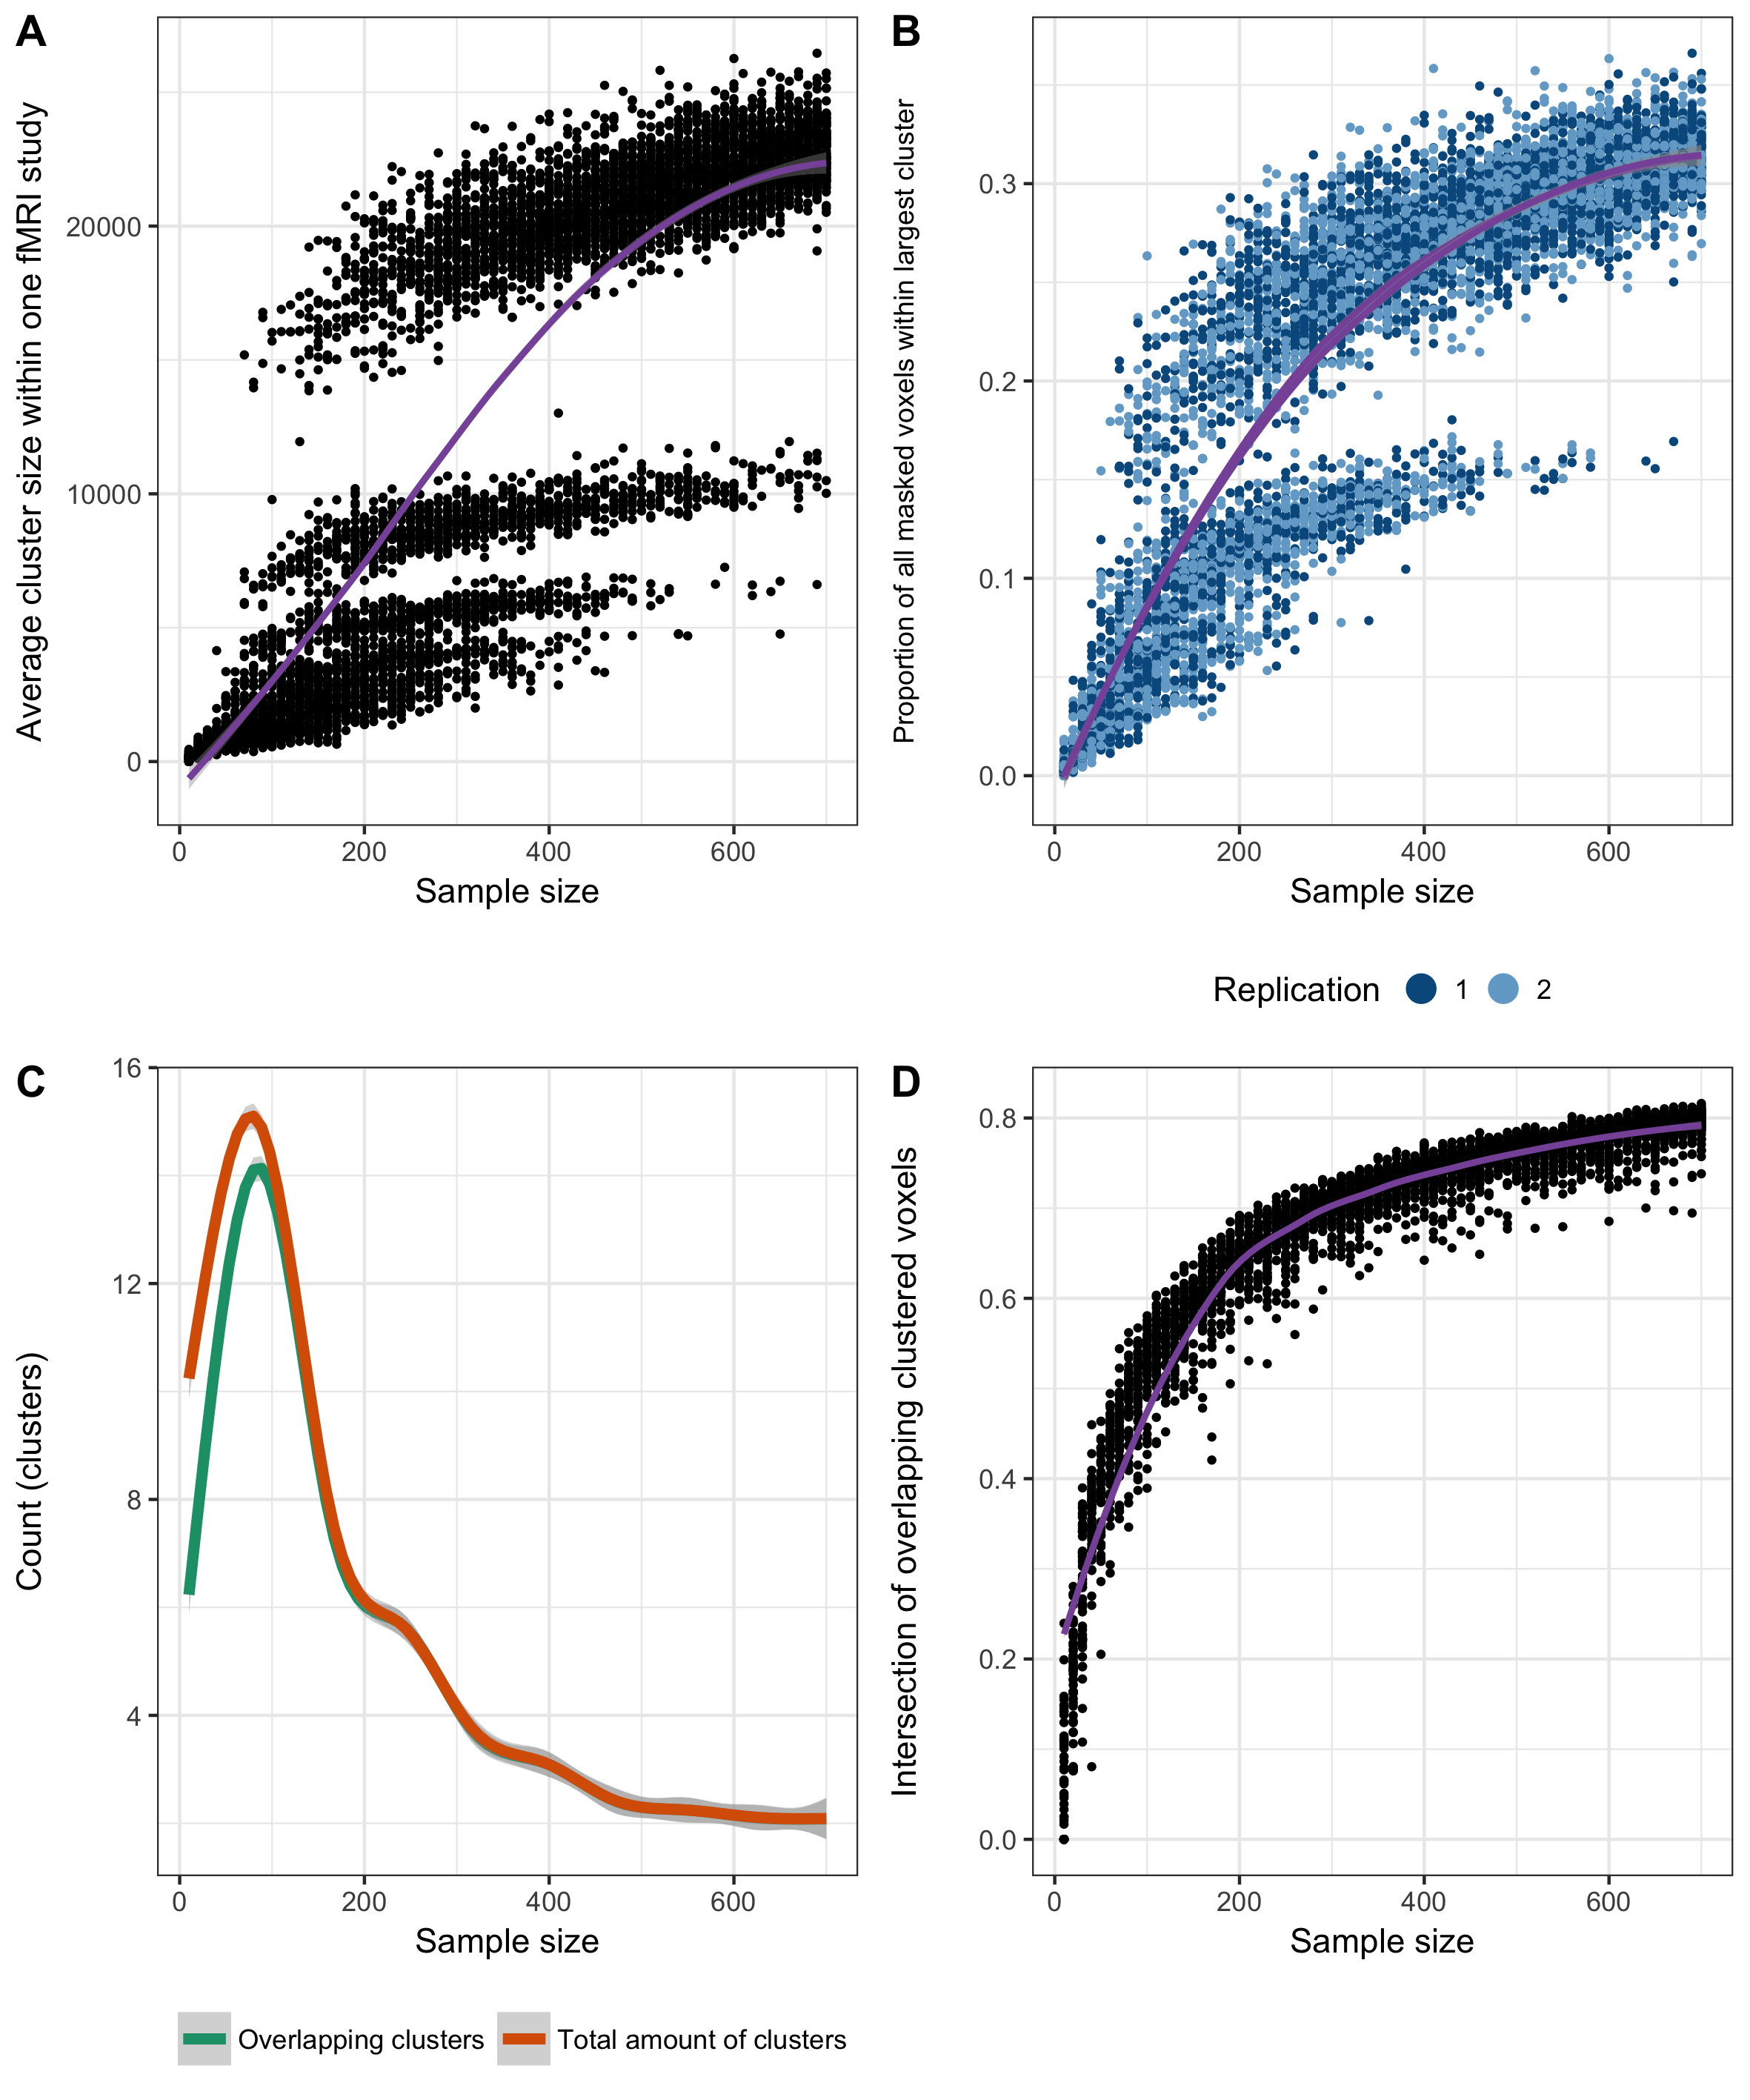 A
Average cluster size within one fMRI study
20000
10000
0
0 200 400 600
Sample size
B
Proportion of all masked voxels within largest cluster
0.3
0.2
0.1
0.0
0 200 400 600
Sample size
Replication 1 2
C
Count (clusters)
16
12
8
4
0 200 400 600
Sample size
Overlapping clusters Total amount of clusters
D
Intersection of overlapping clustered voxels
0.8
0.6
0.4
0.2
0.0
0 200 400 600
Sample size